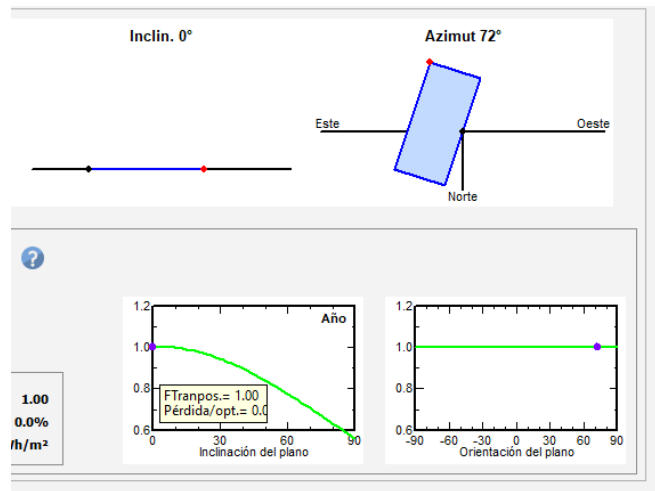 Inclin. 0°
Azimut 72°
Este
Oeste
Norte
?
1.2
1.0
0.8
0.6
Año
FTranpos.= 1.00
Pérdida/opt.= 0.0
0 30 60 90
Inclinación del plano
1.2
1.0
0.8
0.6
-90 -60 -30 0 30 60 90
Orientación del plano
1.00
0.0%
/h/m²